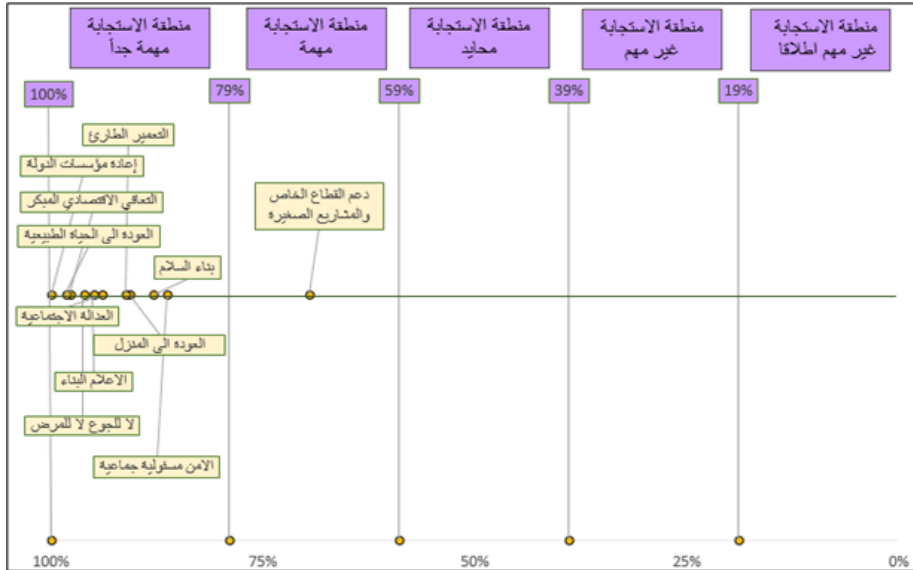 منطقة الاستجابة
مهمة جداً
منطقة الاستجابة
مهمة
منطقة الاستجابة
محايد
منطقة الاستجابة
غير مهم
منطقة الاستجابة
غير مهم اطلاقا
100%
79%
59%
39%
19%
التعمير الطارئ
إعادة مؤسسات الدولة
التعافي الاقتصادي المبكر
العودة الى الحياة الطبيعية
دعم القطاع الخاص
والمشاريع الصغيرة
بناء السلام
العدالة الاجتماعية
العودة الى المنزل
الاعلام البناء
لا للجوع لا للمرض
الامن مسئولية جماعية
100%
75%
50%
25%
0%